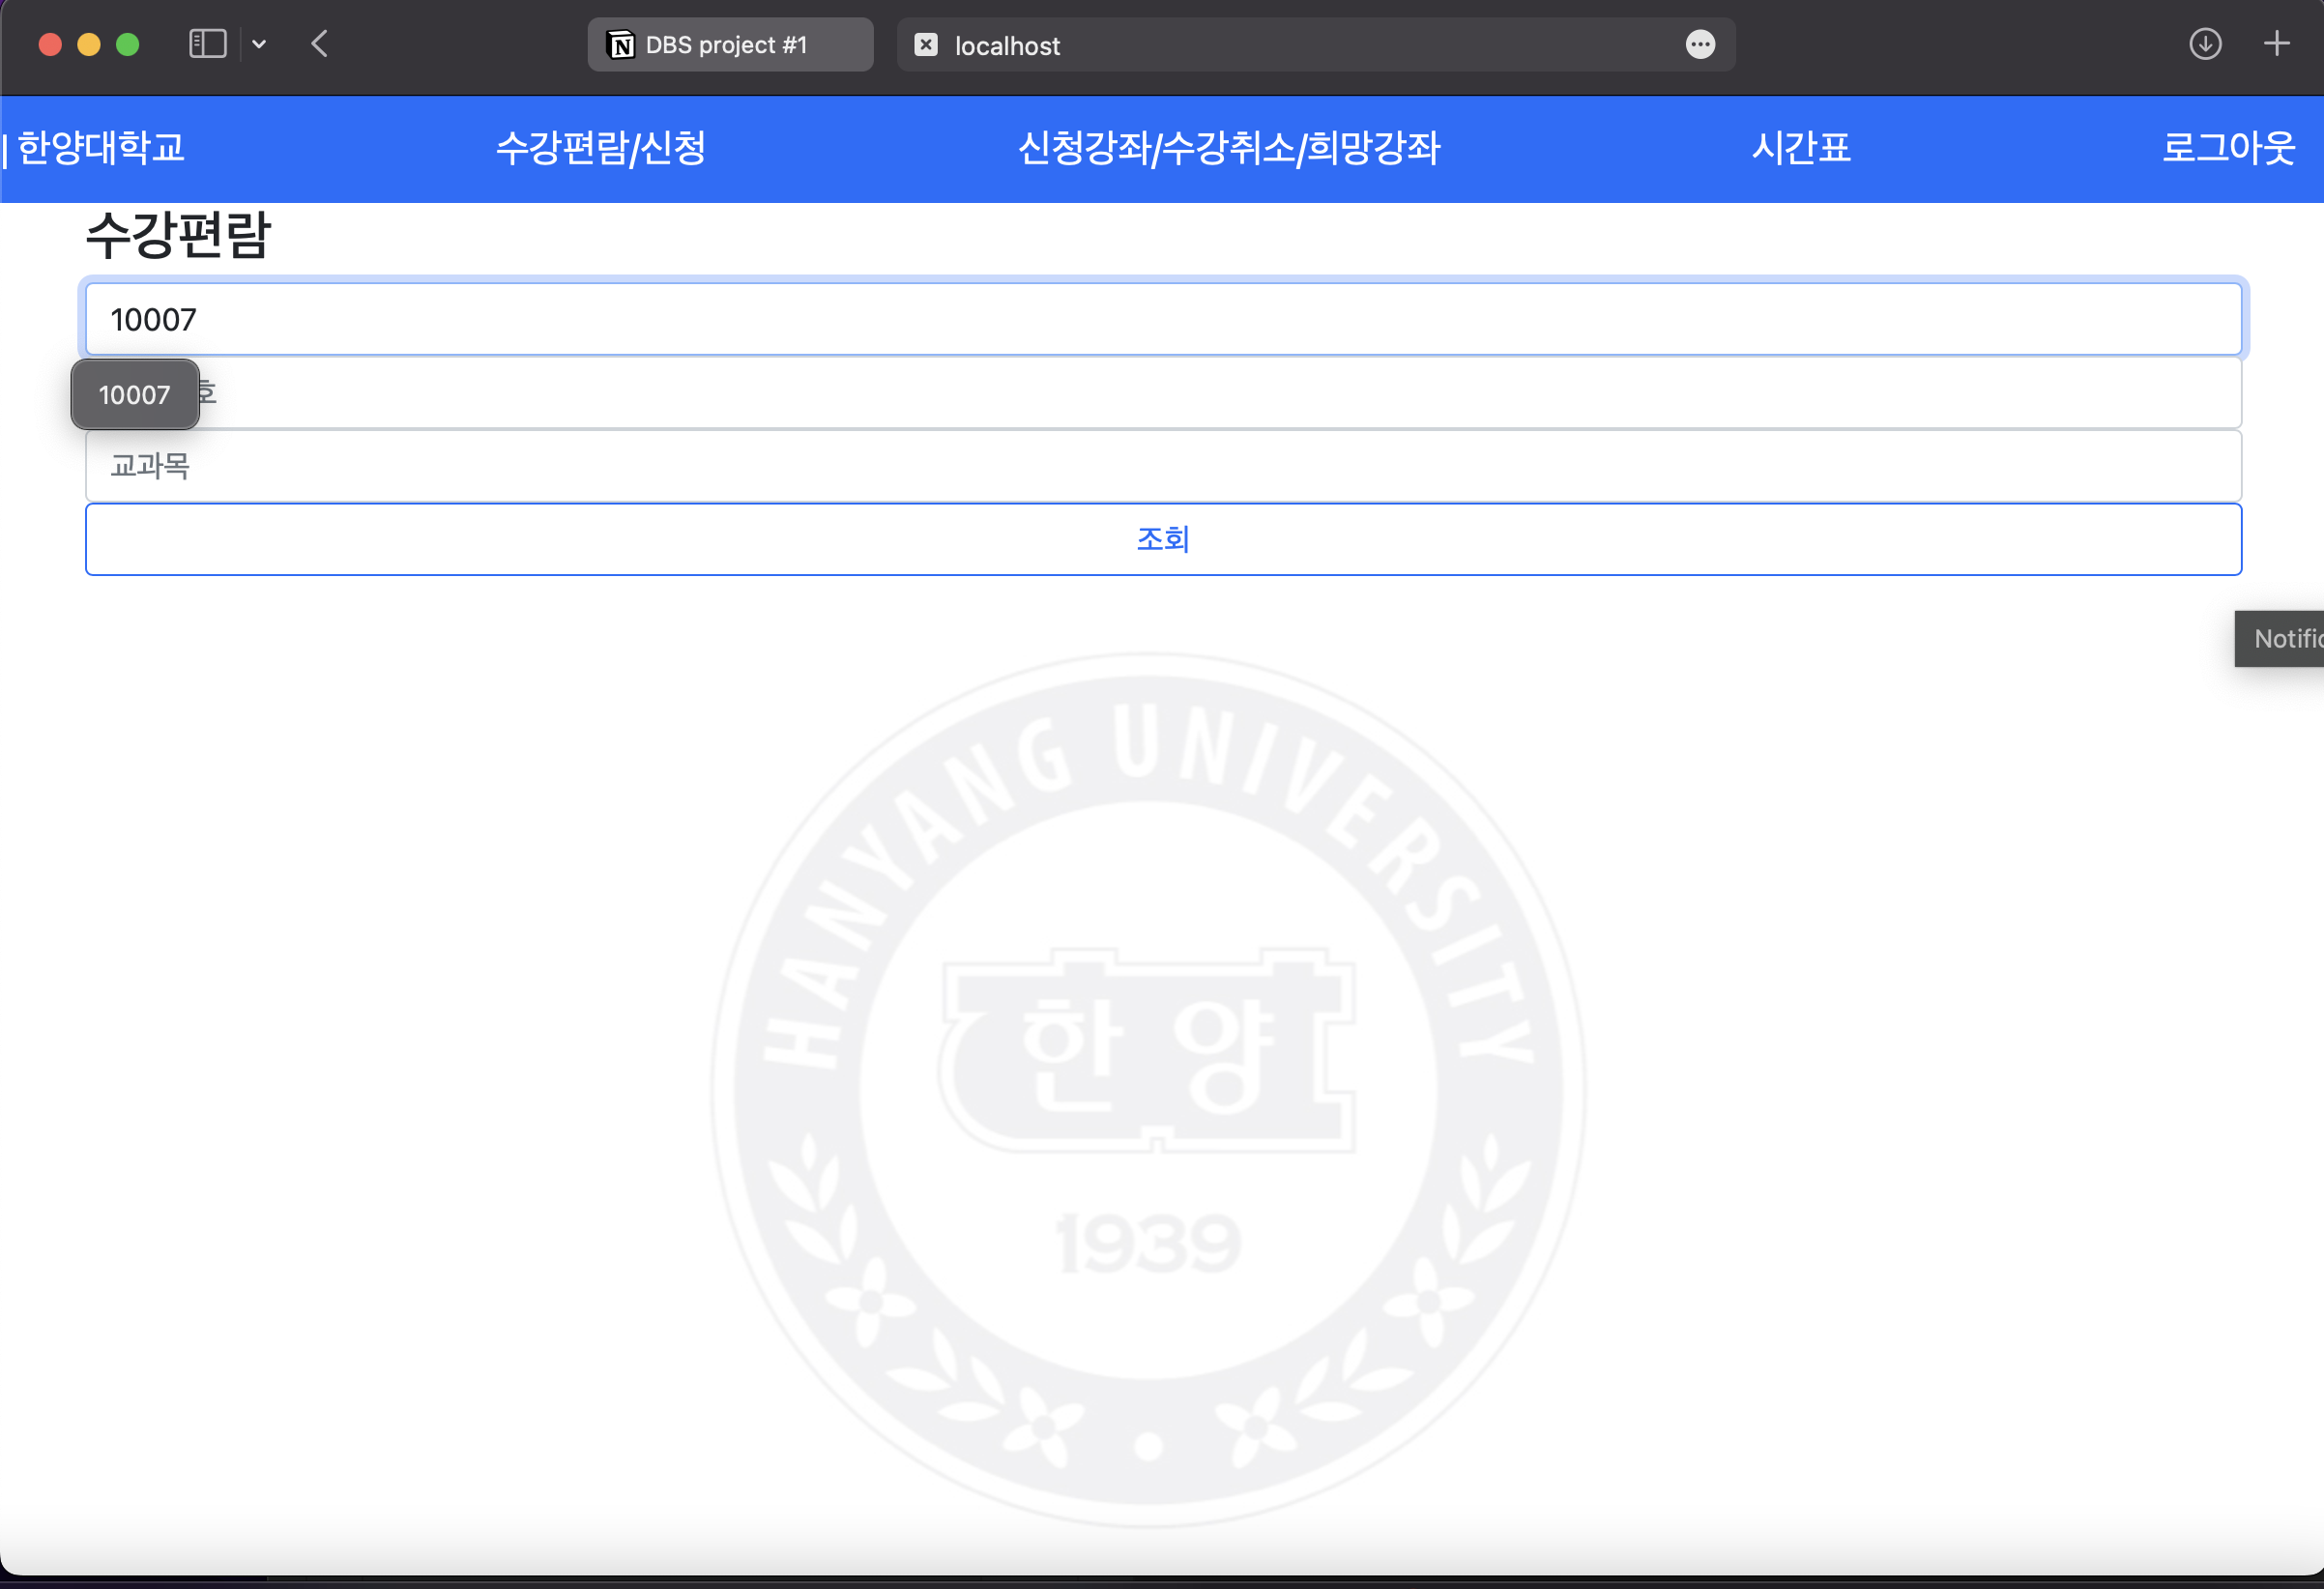 DBS project #1
localhost
한양대학교 수강편람/신청 신청강좌/수강취소/희망강좌 시간표 로그아웃
수강편람
10007
10007
호
교과목
조회
Notific
HANYANG UNIVERSITY
한양
1939